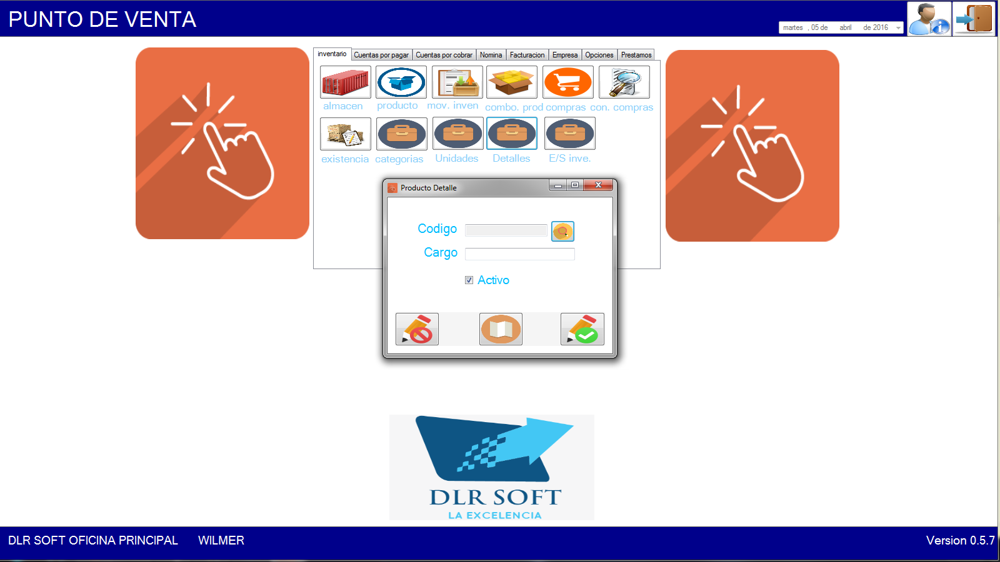 PUNTO DE VENTA
martes , 05 de abril de 2016
inventario Cuentas por pagar Cuentas por cobrar Nomina Facturacion Empresa Opciones Prestamos
almacen producto mov. inven combo. prod compras con. compras
existencia categorias Unidades Detalles E/S inve.
Producto Detalle
Codigo
Cargo
Activo
DLR SOFT
LA EXCELENCIA
DLR SOFT OFICINA PRINCIPAL WILMER Version 0.5.7